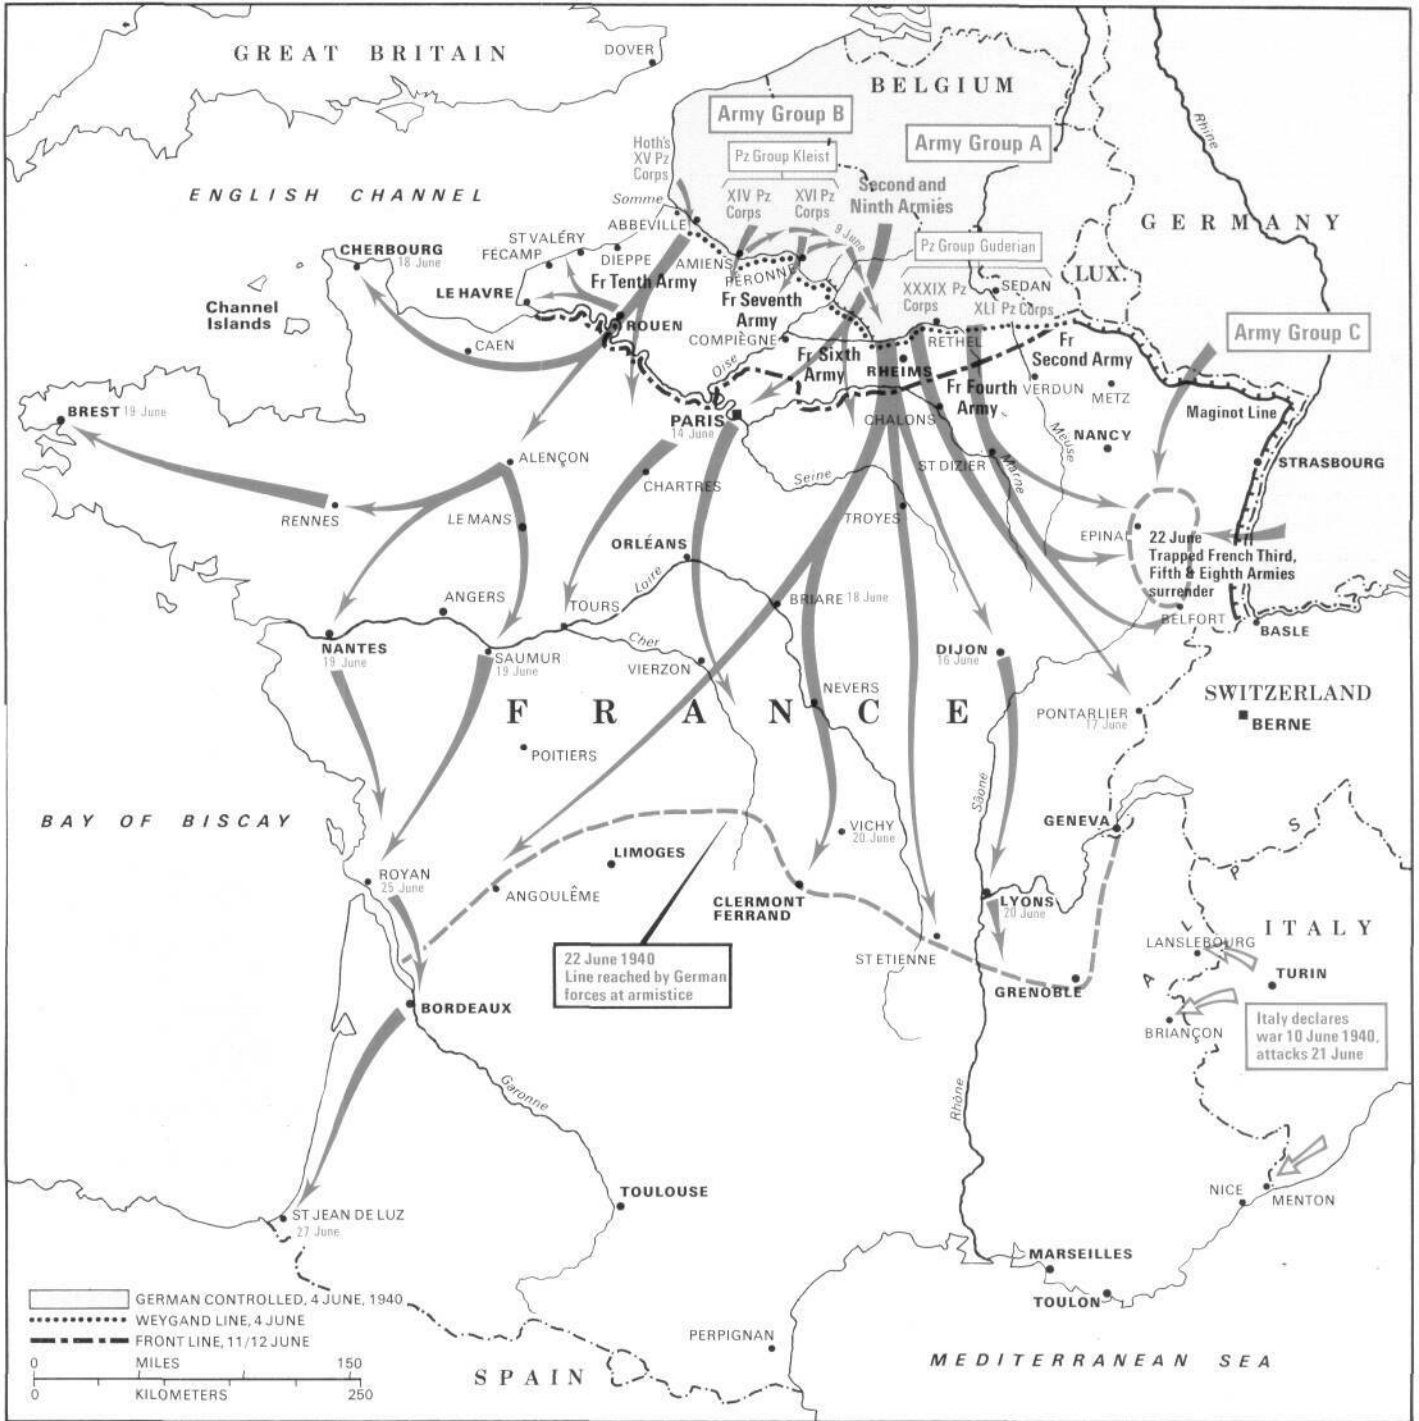 GREAT BRITAIN
DOVER
BELGIUM
Army Group B
Army Group A
Rhine
Hoth's
XV Pz
Corps
Pz Group Kleist
ENGLISH CHANNEL
Somme
XIV Pz
Corps
XVI Pz
Corps
Second and
Ninth Armies
GERMANY
ABBEVILLE
9 June
Pz Group Guderian
CHERBOURG
18 June
ST VALÉRY
FÉCAMP
DIEPPE
AMIENS
PERONNE
LUX.
Fr Tenth Army
LE HAVRE
Fr Seventh
Army
XXXIX Pz
Corps
SEDAN
XLI Pz Corps
Channel
Islands
ROUEN
COMPIÈGNE
RETHEL
Fr
Second Army
Army Group C
CAEN
Oise
Fr Sixth
Army
RHEIMS
Fr Fourth
Army
VERDUN
METZ
Maginot Line
BREST 19 June
PARIS
14 June
CHALONS
Meuse
NANCY
ALENÇON
CHARTRES
Seine
ST DIZIER
Marne
STRASBOURG
RENNES
LE MANS
TROYES
EPINAL
22 June
Trapped French Third,
Fifth & Eighth Armies
surrender
ORLÉANS
Loire
ANGERS
TOURS
BRIARE 18 June
BELFORT
BASLE
NANTES
19 June
SAUMUR
19 June
Cher
VIERZON
DIJON
16 June
NEVERS
SWITZERLAND
BERNE
FRANCE
PONTARLIER
17 June
POITIERS
Sâone
BAY OF BISCAY
VICHY
20 June
GENEVA
ALPS
LIMOGES
ROYAN
25 June
ANGOULÊME
CLERMONT
FERRAND
LYONS
20 June
ITALY
LANSLEBOURG
22 June 1940
Line reached by German
forces at armistice
ST ETIENNE
GRENOBLE
TURIN
BORDEAUX
BRIANÇON
Italy declares
war 10 June 1940,
attacks 21 June
Garonne
Rhône
TOULOUSE
NICE
MENTON
ST JEAN DE LUZ
27 June
MARSEILLES
TOULON
GERMAN CONTROLLED, 4 JUNE, 1940
WEYGAND LINE, 4 JUNE
FRONT LINE, 11/12 JUNE
0 MILES 150
0 KILOMETERS 250
PERPIGNAN
SPAIN
MEDITERRANEAN SEA